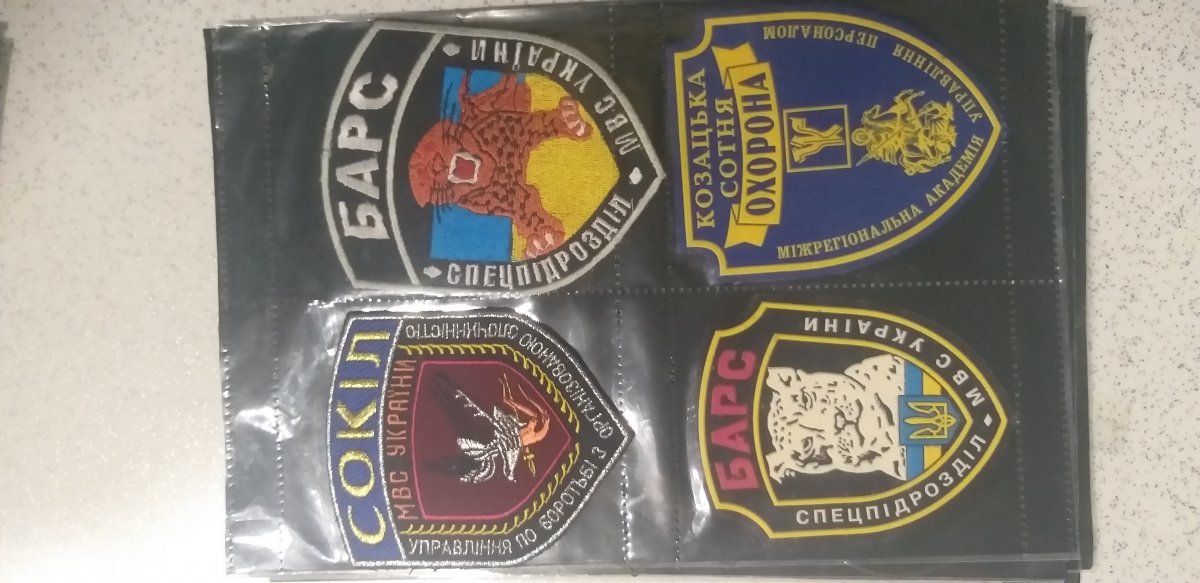 СОКІЛ
МВС УКРАЇНИ
УПРАВЛІННЯ ПО БОРОТЬБІ З ОРГАНІЗОВАНОЮ ЗЛОЧИННІСТЮ
БАРС
СПЕЦПІДРОЗДІЛ • МВС УКРАЇНИ
БАРС
СПЕЦПІДРОЗДІЛ • МВС УКРАІНИ
КОЗАЦЬКА
СОТНЯ
ОХОРОНА
МІЖРЕГІОНАЛЬНА АКАДЕМІЯ УПРАВЛІННЯ ПЕРСОНАЛОМ